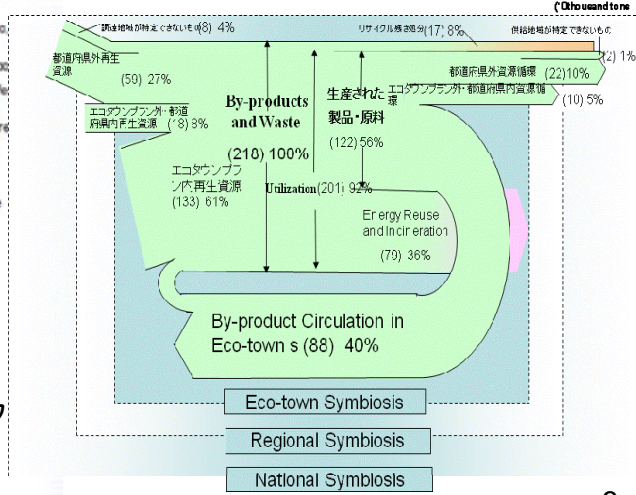 ('0thousand tons
調達地域が特定できないもの(8) 4%
リサイクル残さ処分(17) 8%
供給地域が特定できないもの
(2) 1%
都道府県外再生
資源
(59) 27%
都道府県外資源循環 (22)10%
エコタウンプラン外・都道府県内資源循
環
(10) 5%
エコタウンプラン外・都道
府県内再生資源 (18) 8%
By-products
and Waste
(218) 100%
生産された
製品・原料
(122) 56%
エコタウンプラ
ン内再生資源
(133) 61%
Utilization(201) 92%
Energy Reuse
and Incineration
(79) 36%
By-product Circulation in
Eco-town s (88) 40%
Eco-town Symbiosis
Regional Symbiosis
National Symbiosis